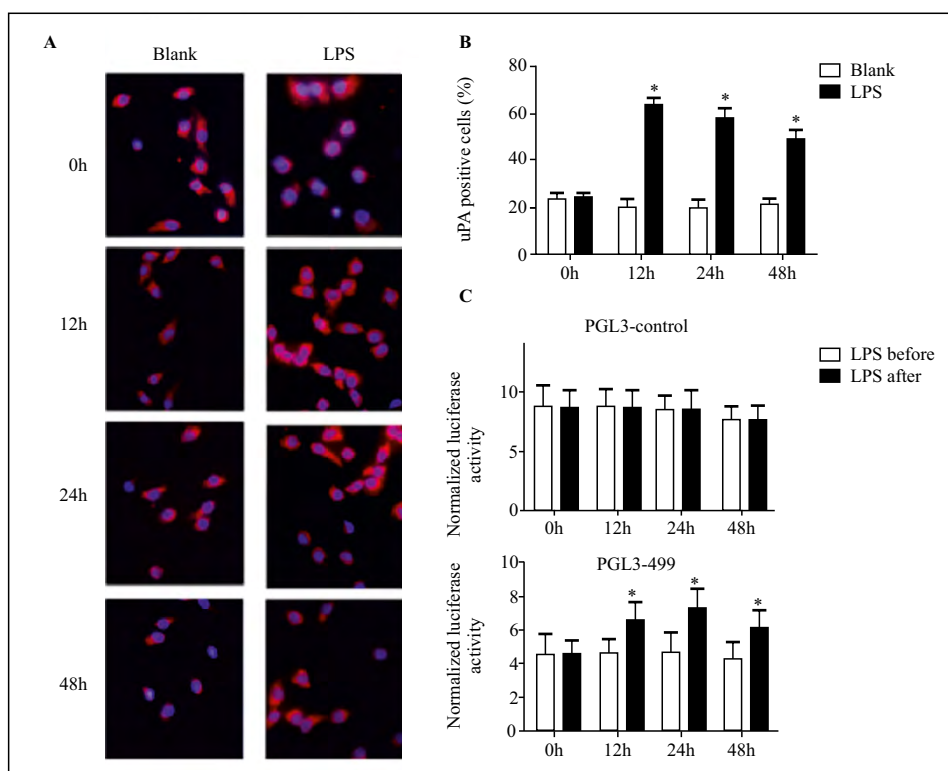 A
Blank LPS
0h
12h
24h
48h
B
Blank
LPS
uPA positive cells (%)
80
60
40
20
0
* * *
0h 12h 24h 48h
C
PGL3-control
LPS before
LPS after
Normalized luciferase
activity
10
5
0
0h 12h 24h 48h
PGL3-499
Normalized luciferase
activity
8
6
4
2
0
* * *
0h 12h 24h 48h